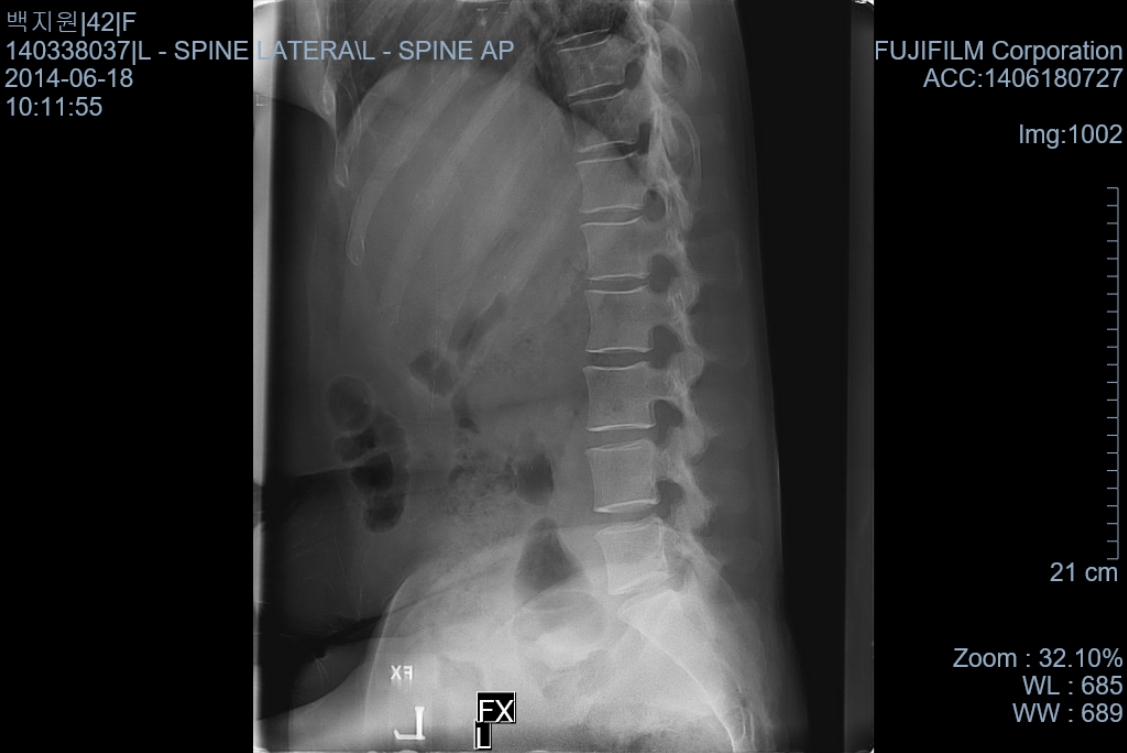 백지원|42|F
140338037|L - SPINE LATERA\L - SPINE AP
2014-06-18
10:11:55
FUJIFILM Corporation
ACC:1406180727
Img:1002
21 cm
Zoom : 32.10%
WL : 685
WW : 689
FX
L
FX
L